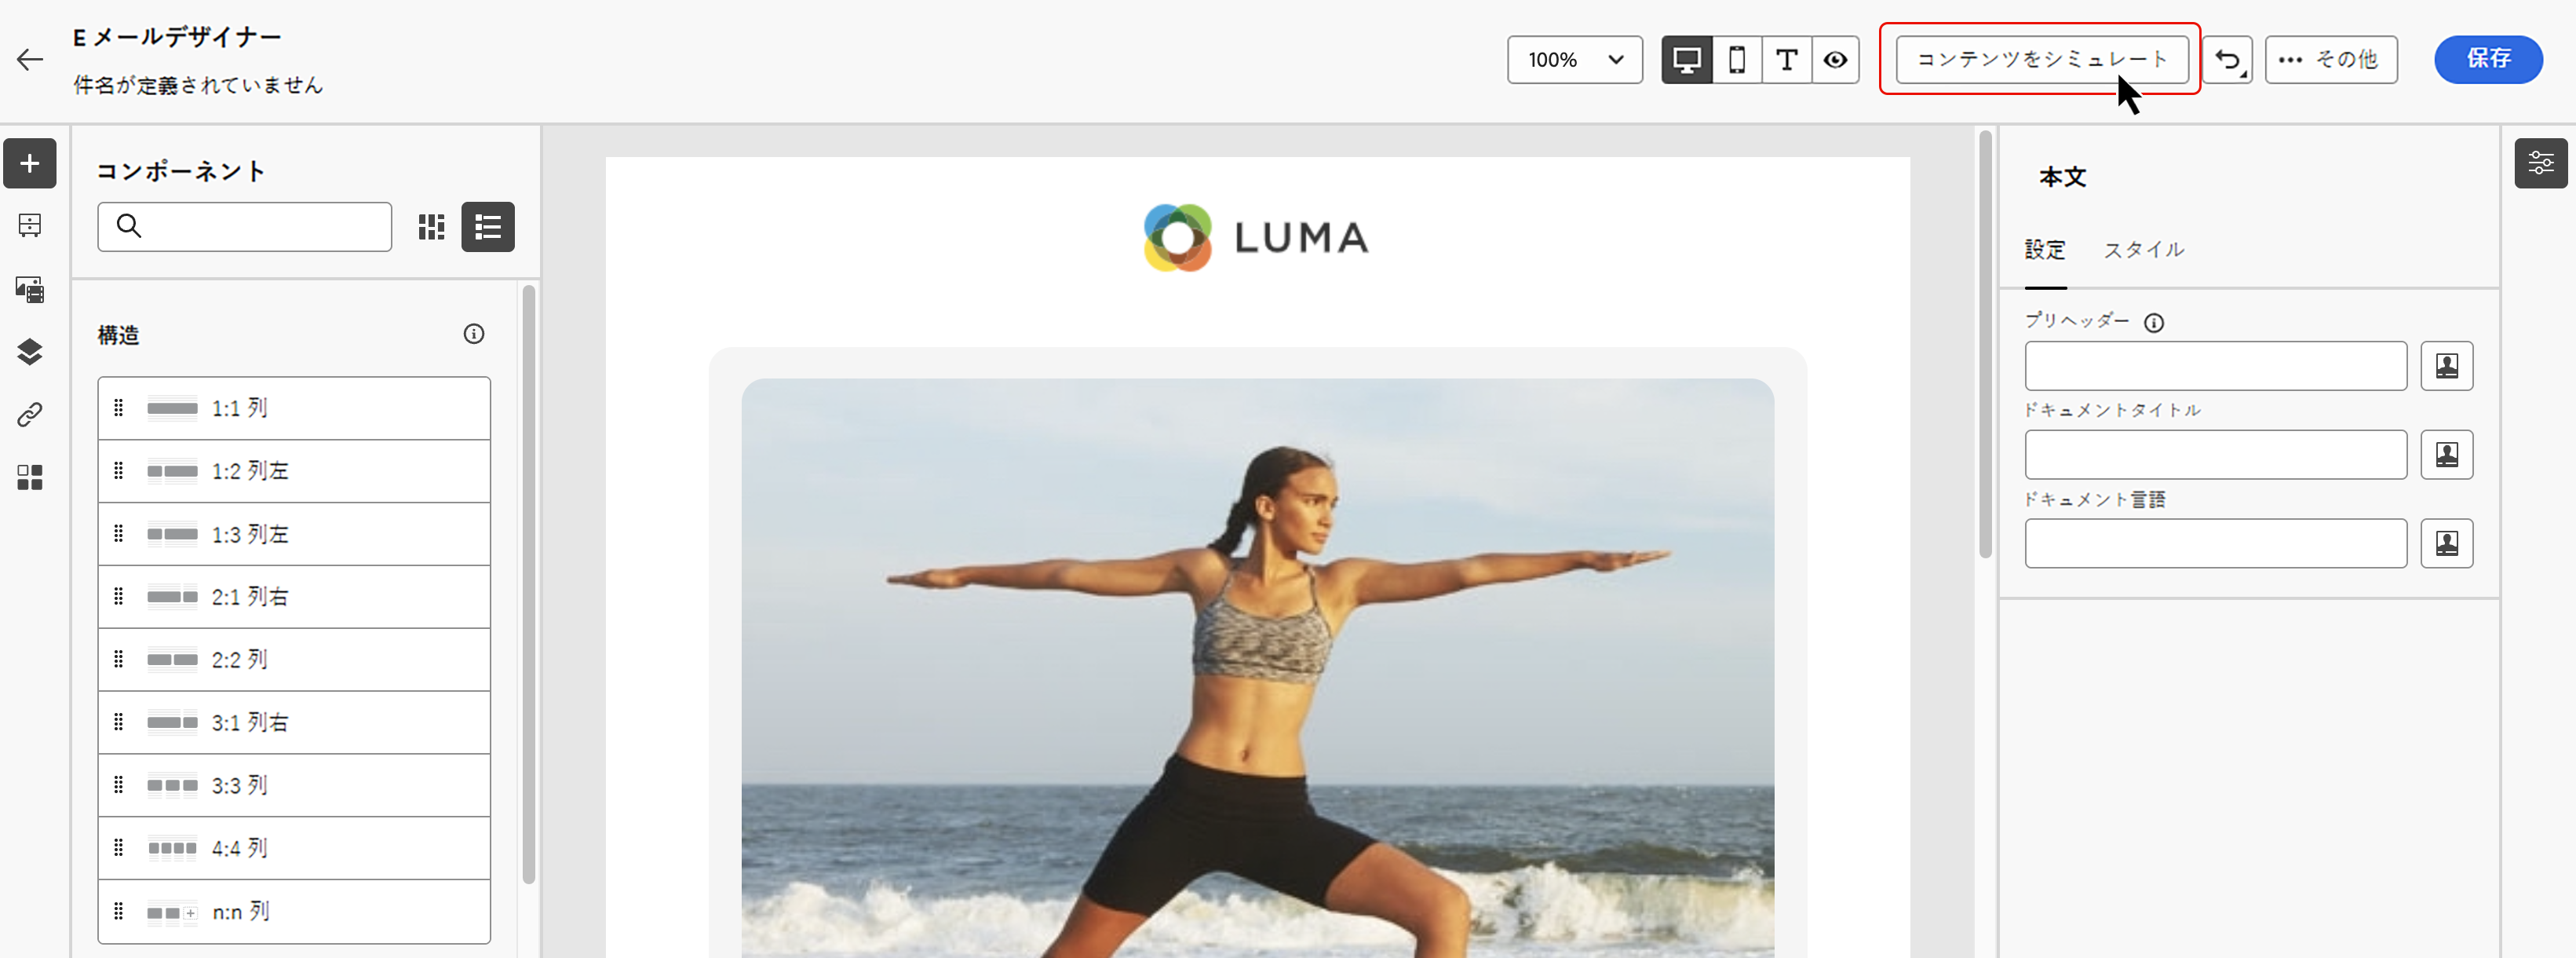 E メールデザイナー
件名が定義されていません
100%
コンテンツをシミュレート
••• その他
保存
コンポーネント
構造
1:1 列
1:2 列左
1:3 列左
2:1 列右
2:2 列
3:1 列右
3:3 列
4:4 列
n:n 列
LUMA
本文
設定 スタイル
プリヘッダー
ドキュメントタイトル
ドキュメント言語